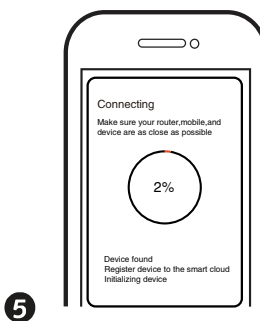 Connecting
Make sure your router,mobile,and
device are as close as possible
2%
Device found
Register device to the smart cloud
Initializing device
5